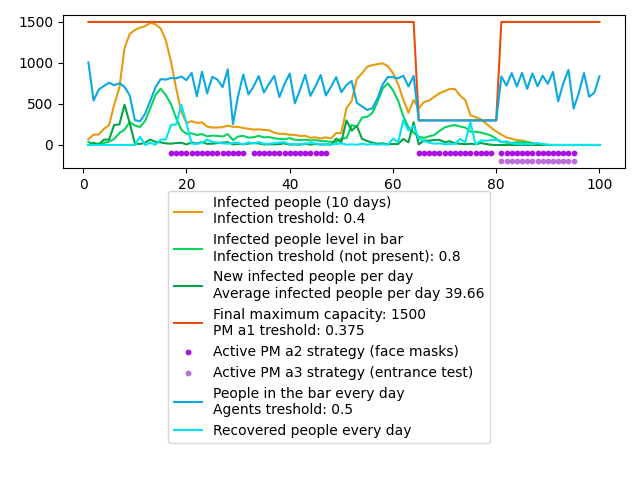 1500
1000
500
0
0
20
40
60
80
100
Infected people (10 days)
Infection treshold: 0.4
Infected people level in bar
Infection treshold (not present): 0.8
New infected people per day
Average infected people per day 39.66
Final maximum capacity: 1500
PM a1 treshold: 0.375
Active PM a2 strategy (face masks)
Active PM a3 strategy (entrance test)
People in the bar every day
Agents treshold: 0.5
Recovered people every day